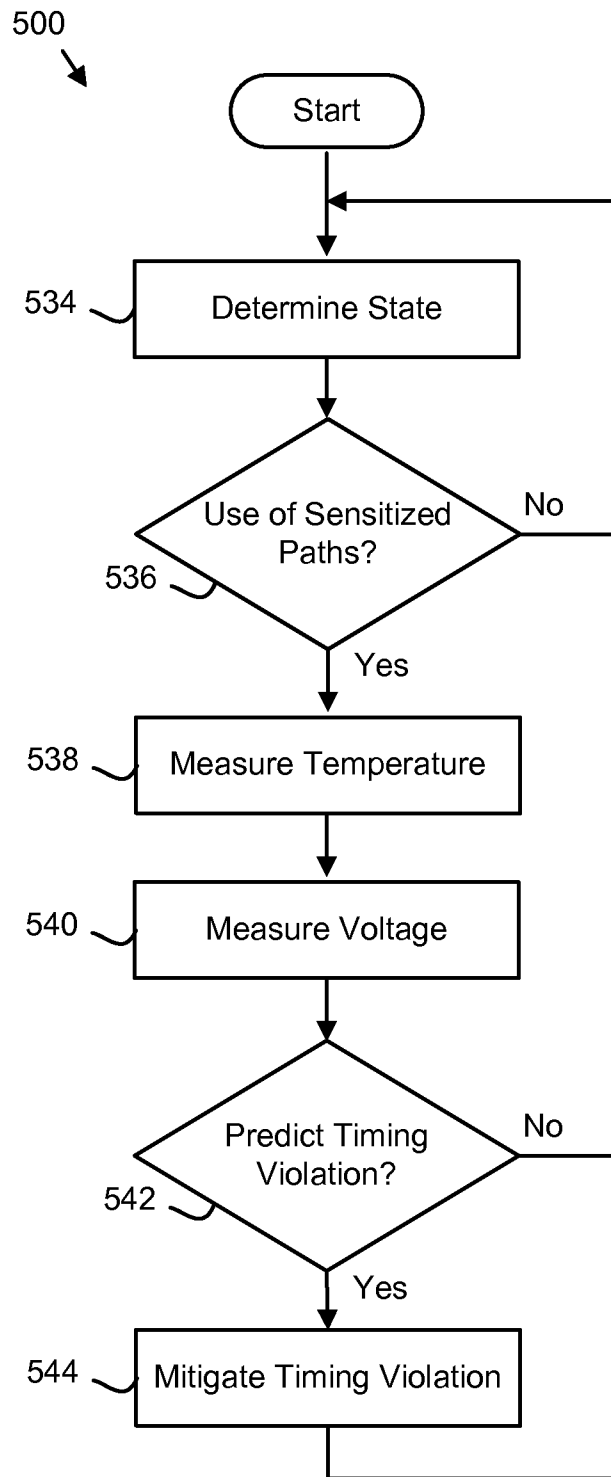 500
Start
534
Determine State
Use of Sensitized
Paths?
No
536
Yes
538
Measure Temperature
540
Measure Voltage
Predict Timing
Violation?
No
542
Yes
544
Mitigate Timing Violation